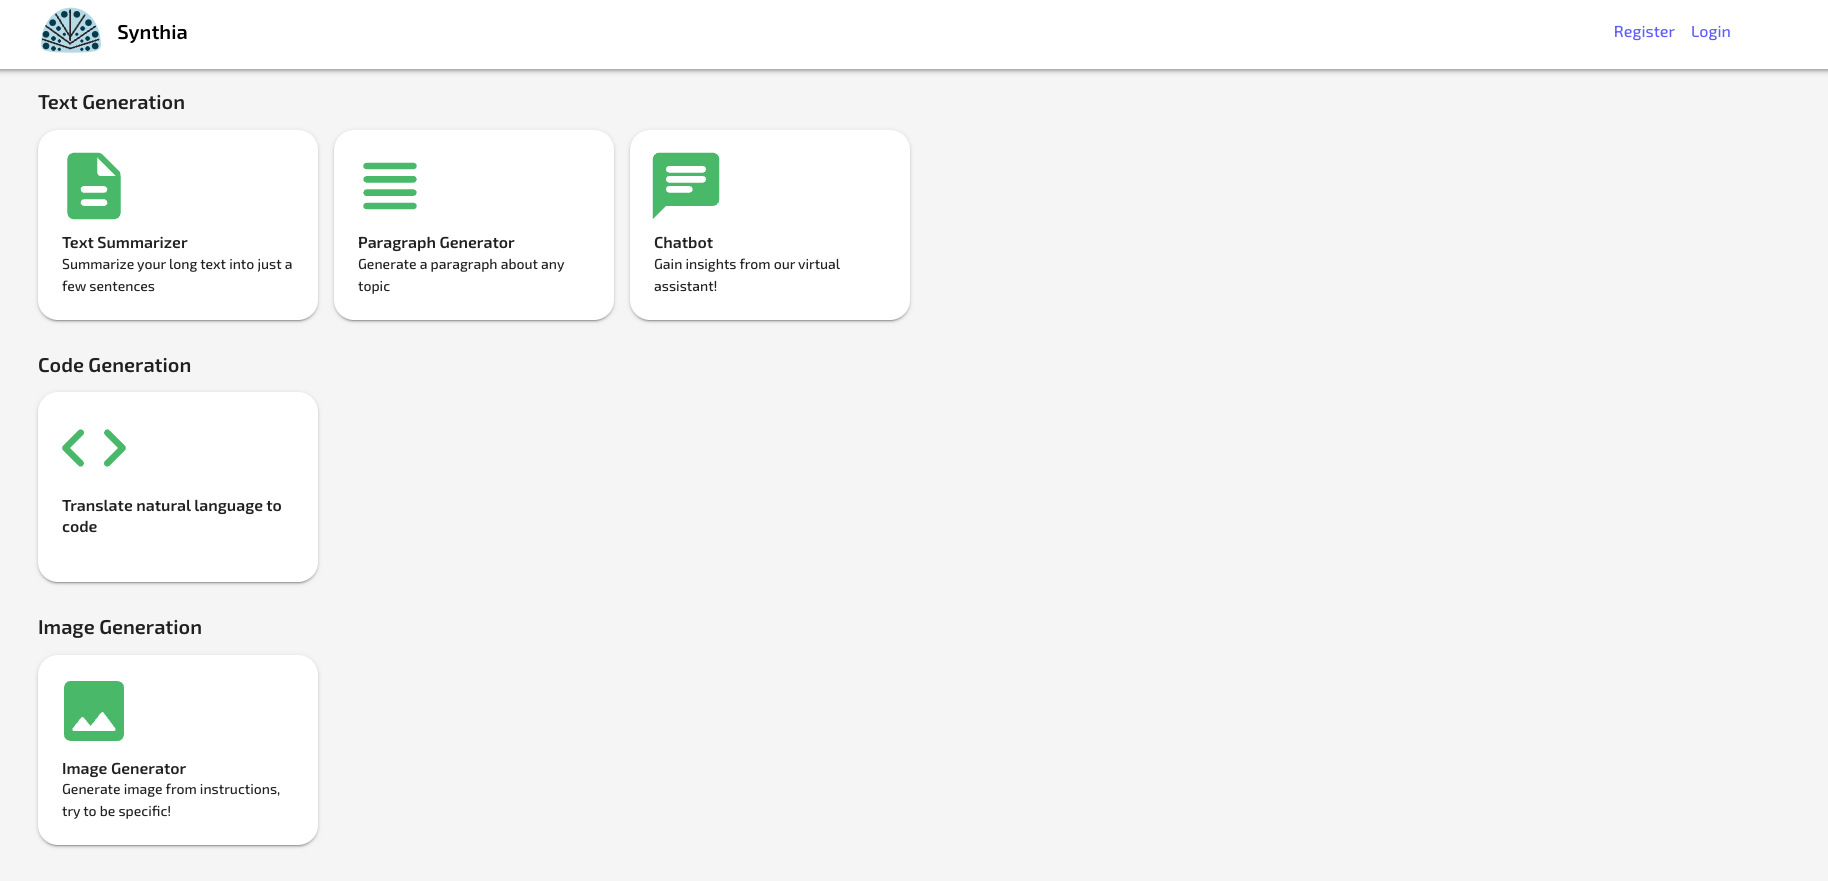 Synthia
Register Login
Text Generation
Text Summarizer
Summarize your long text into just a
few sentences
Paragraph Generator
Generate a paragraph about any
topic
Chatbot
Gain insights from our virtual
assistant!
Code Generation
Translate natural language to
code
Image Generation
Image Generator
Generate image from instructions,
try to be specific!